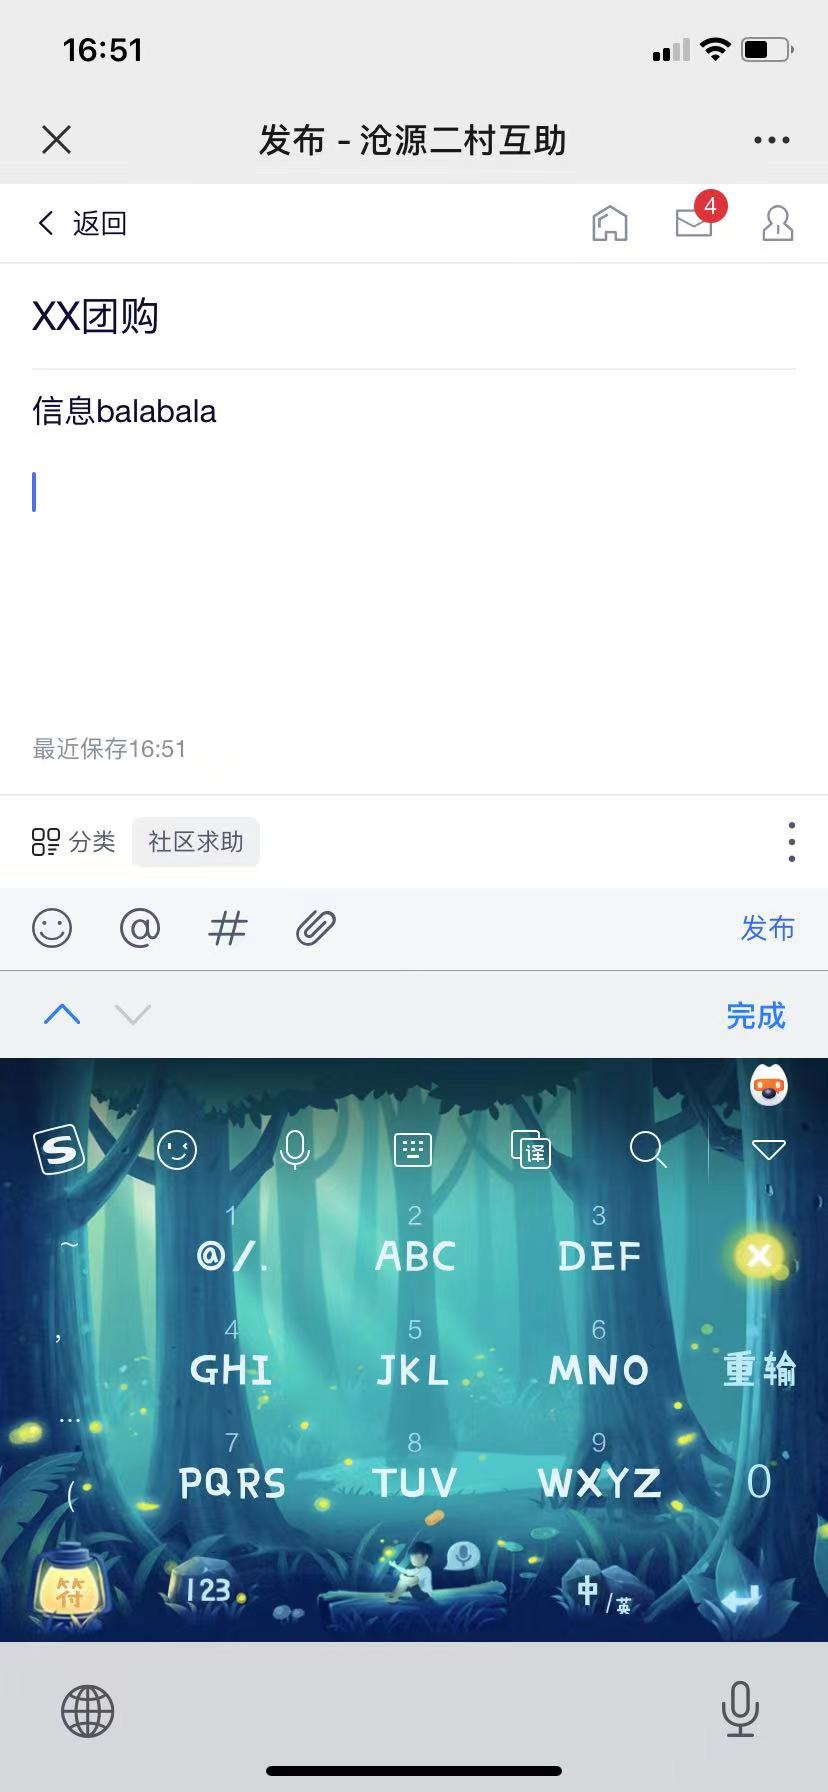 16:51
发布 - 沧源二村互助
返回
4
XX团购
信息balabala
最近保存16:51
分类 社区求助
发布
完成
S
译
1 2 3
~ @/. ABC DEF
4 5 6
, GHI JKL MNO 重输
...
7 8 9
( PQRS TUV WXYZ 0
符 123 中/英